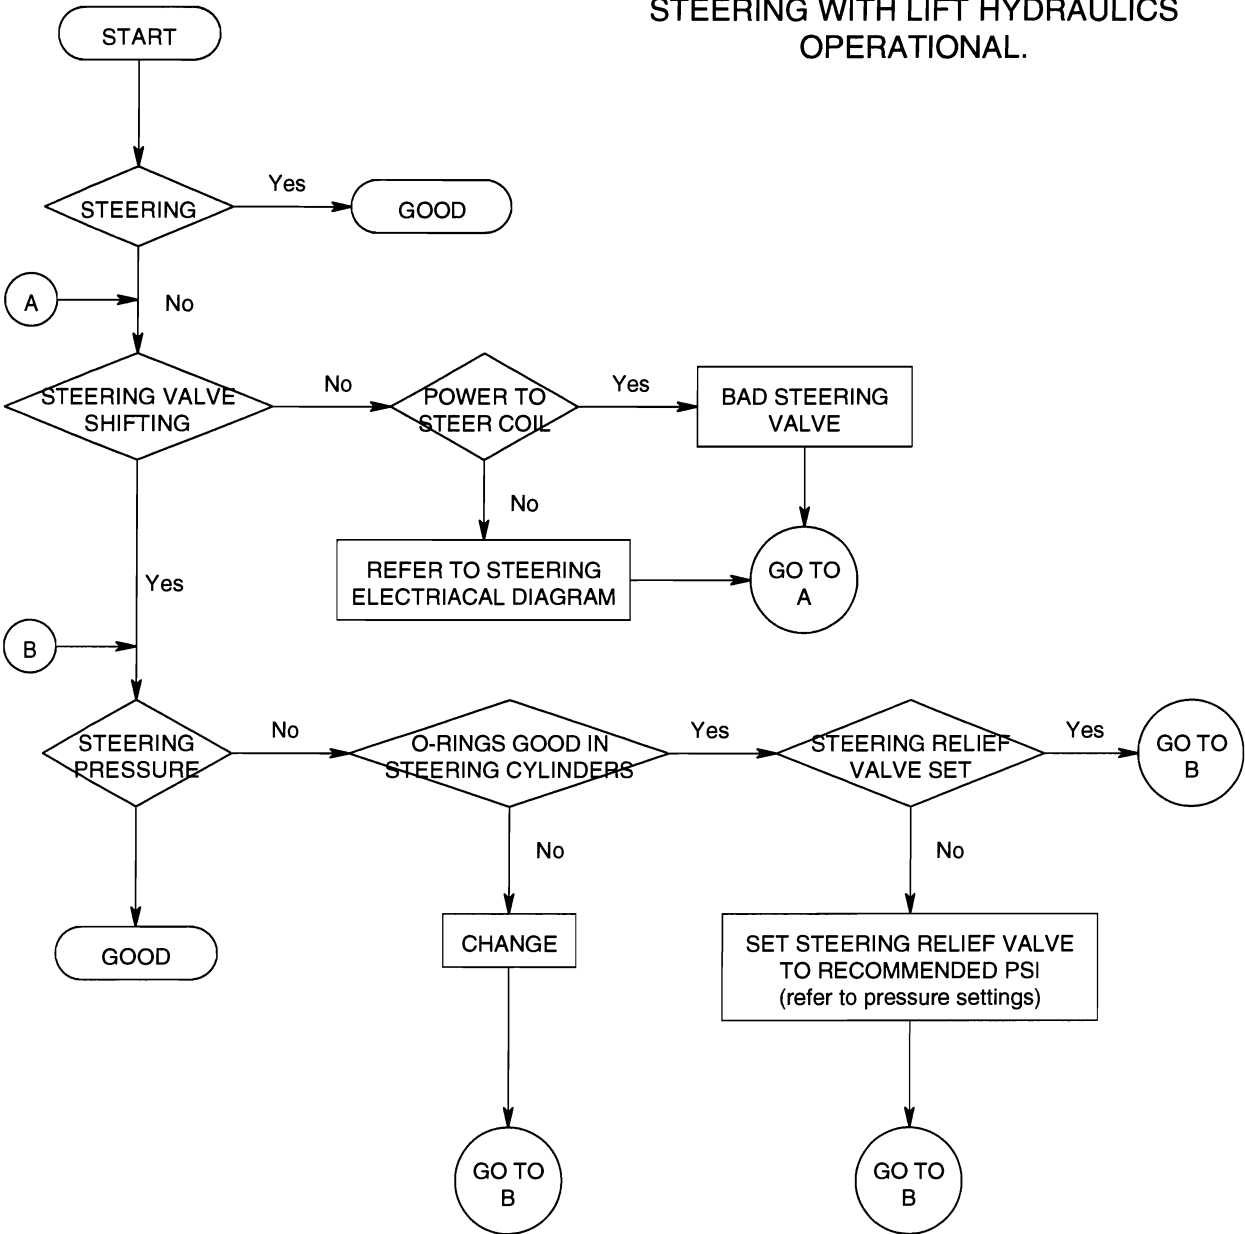 STEERING WITH LIFT HYDRAULICS
OPERATIONAL.
START
STEERING
Yes
GOOD
A
No
STEERING VALVE
SHIFTING
No
POWER TO
STEER COIL
Yes
BAD STEERING
VALVE
No
REFER TO STEERING
ELECTRIACAL DIAGRAM
GO TO
A
Yes
B
STEERING
PRESSURE
No
O-RINGS GOOD IN
STEERING CYLINDERS
Yes
STEERING RELIEF
VALVE SET
Yes
GO TO
B
No
No
GOOD
CHANGE
SET STEERING RELIEF VALVE
TO RECOMMENDED PSI
(refer to pressure settings)
GO TO
B
GO TO
B